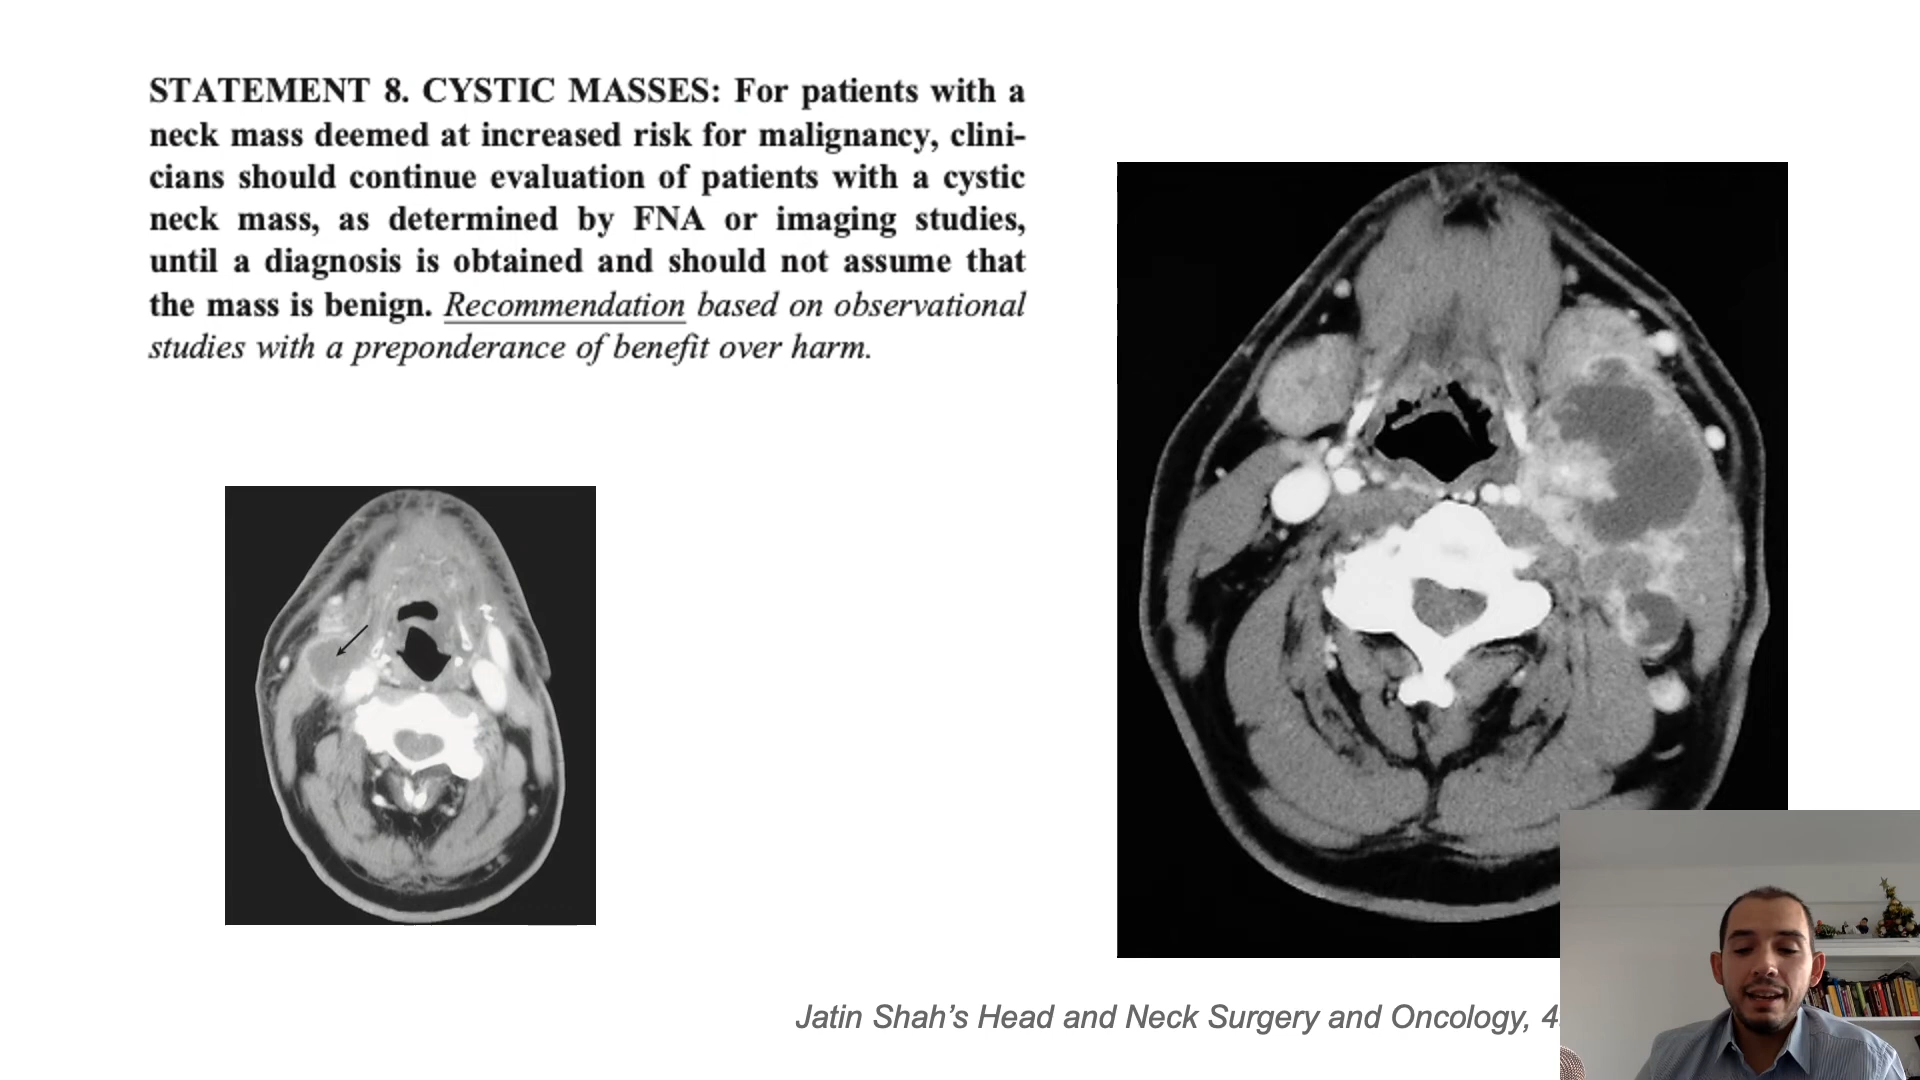 STATEMENT 8. CYSTIC MASSES: For patients with a
neck mass deemed at increased risk for malignancy, clini-
cians should continue evaluation of patients with a cystic
neck mass, as determined by FNA or imaging studies,
until a diagnosis is obtained and should not assume that
the mass is benign. Recommendation based on observational
studies with a preponderance of benefit over harm.
Jatin Shah’s Head and Neck Surgery and Oncology, 4